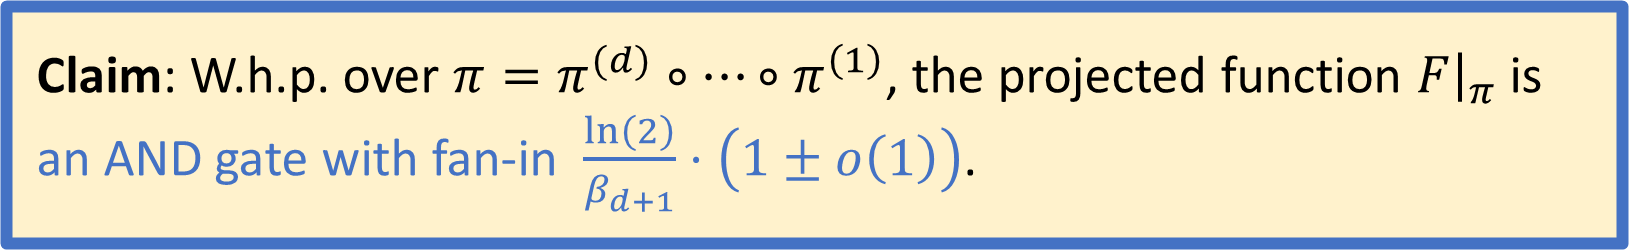 Claim: W.h.p. over π = π⁽ᵈ⁾ ∘ ⋯ ∘ π⁽¹⁾, the projected function F|_π is
an AND gate with fan-in ln(2)/β_{d+1} · (1 ± o(1)).